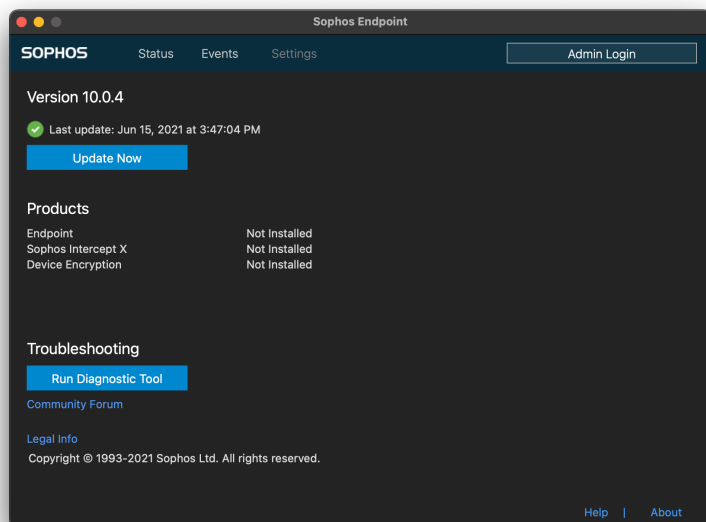 Sophos Endpoint
SOPHOS Status Events Settings Admin Login
Version 10.0.4
Last update: Jun 15, 2021 at 3:47:04 PM
Update Now
Products
Endpoint Not Installed
Sophos Intercept X Not Installed
Device Encryption Not Installed
Troubleshooting
Run Diagnostic Tool
Community Forum
Legal Info
Copyright © 1993-2021 Sophos Ltd. All rights reserved.
Help | About